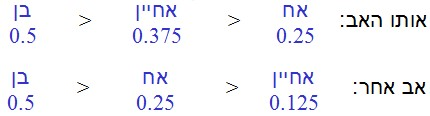 אותו האב: אח < אחיין < בן
0.25 0.375 0.5
אב אחר: אחיין < אח < בן
0.125 0.25 0.5